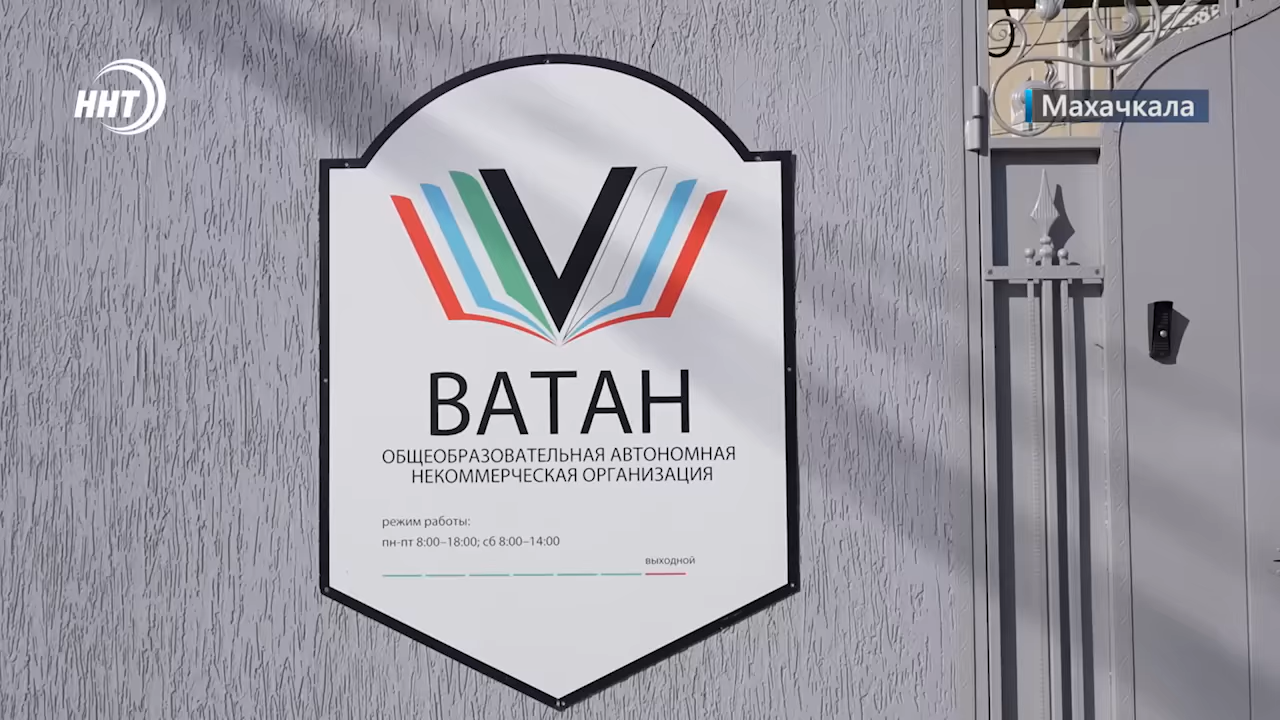 ННТ
Махачкала
ВАТАН
ОБЩЕОБРАЗОВАТЕЛЬНАЯ АВТОНОМНАЯ
НЕКОММЕРЧЕСКАЯ ОРГАНИЗАЦИЯ
режим работы:
пн-пт 8:00–18:00; сб 8:00–14:00
выходной